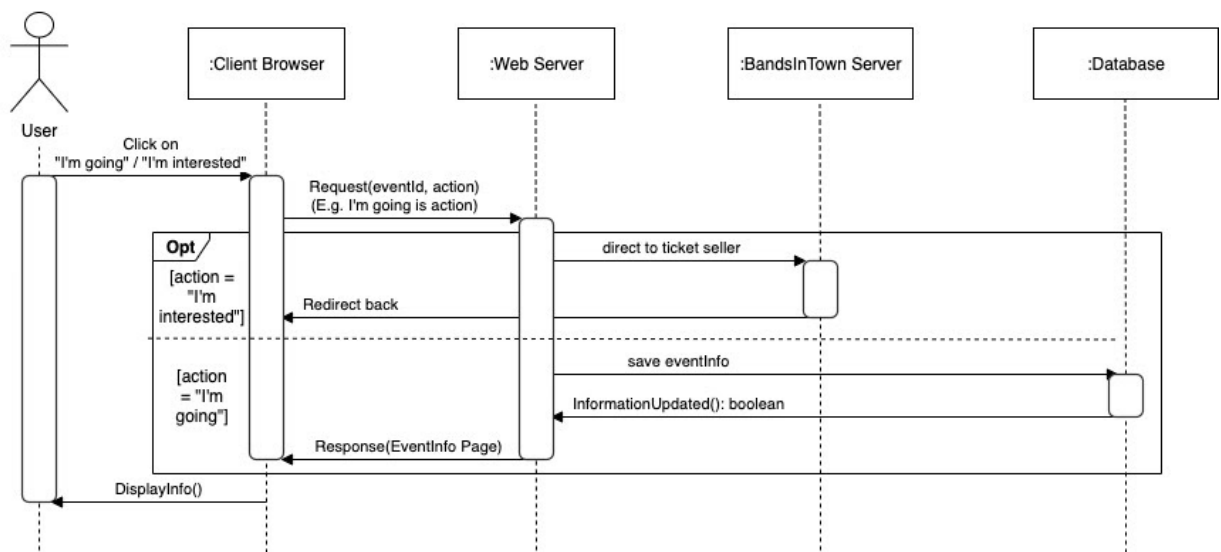 :Client Browser
:Web Server
:BandsInTown Server
:Database
User
Click on
"I'm going" / "I'm interested"
Request(eventId, action)
(E.g. I'm going is action)
Opt
direct to ticket seller
[action =
"I'm
interested"]
Redirect back
save eventInfo
[action
= "I'm
going"]
InformationUpdated(): boolean
Response(EventInfo Page)
DisplayInfo()